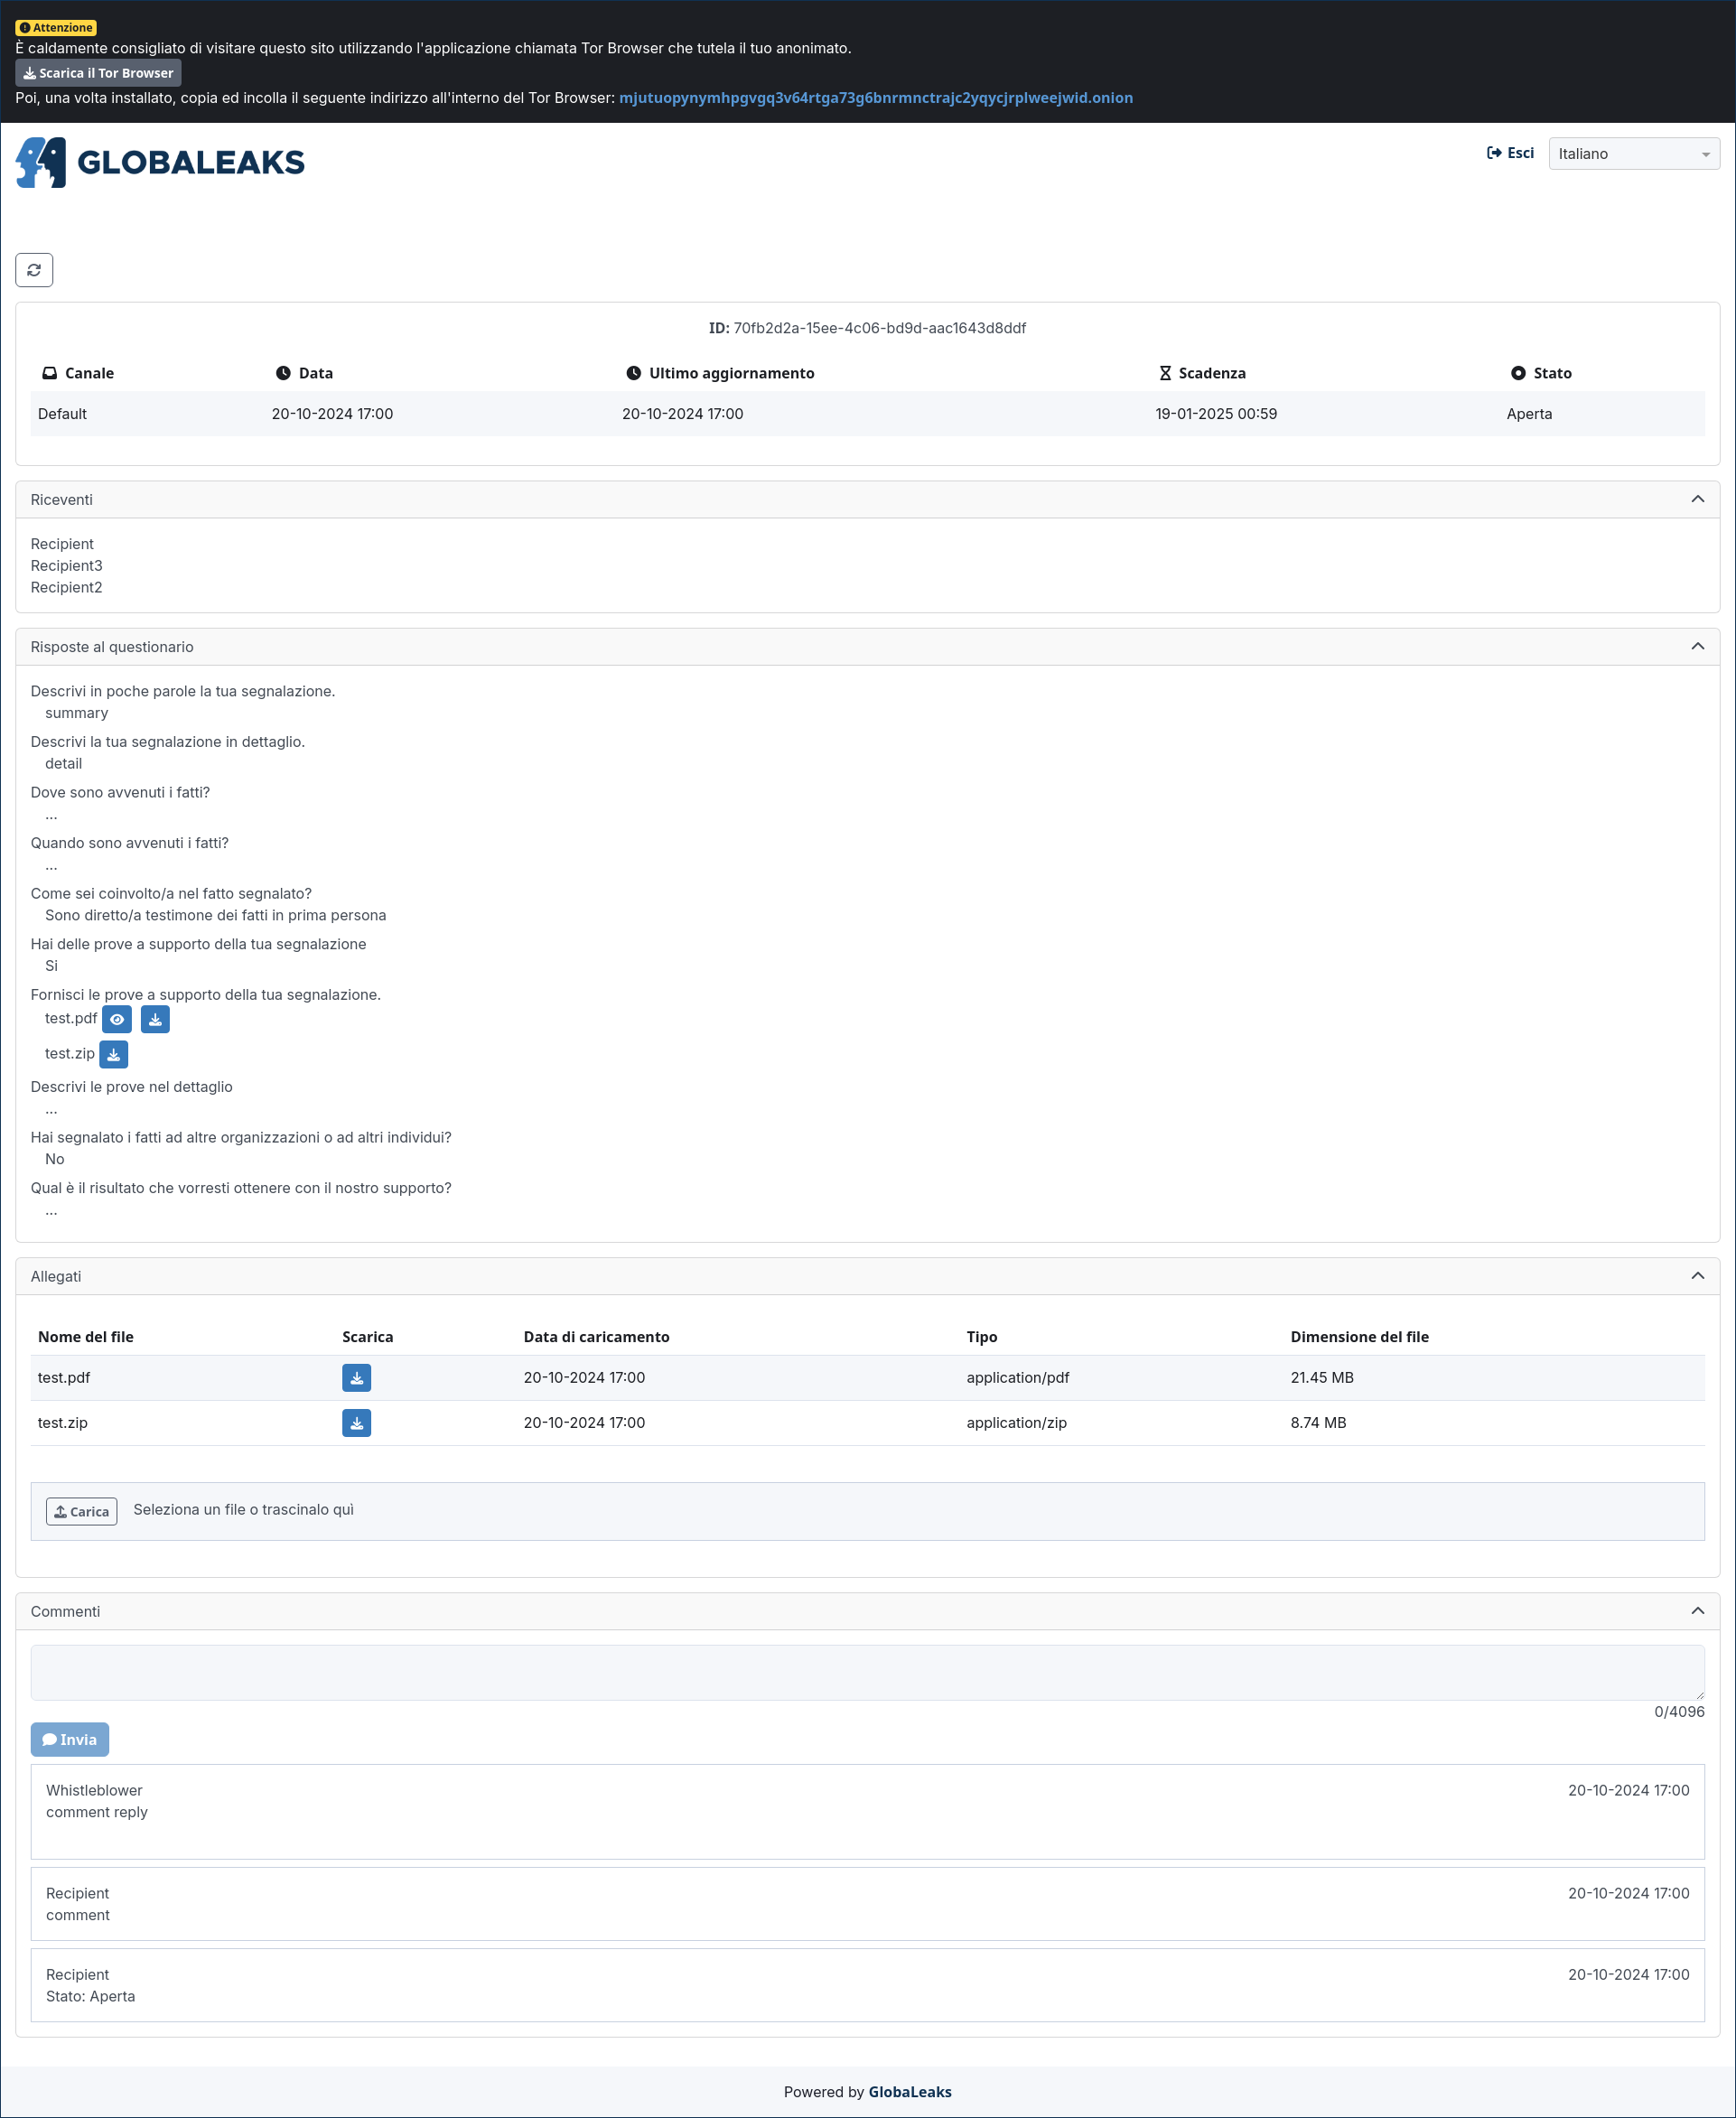 Attenzione
È caldamente consigliato di visitare questo sito utilizzando l'applicazione chiamata Tor Browser che tutela il tuo anonimato.
Scarica il Tor Browser
Poi, una volta installato, copia ed incolla il seguente indirizzo all'interno del Tor Browser: mjutuopynymhpgvgq3v64rtga73g6bnrmnctrajc2yqycjrplweejwid.onion
GLOBALEAKS
Esci
Italiano
ID: 70fb2d2a-15ee-4c06-bd9d-aac1643d8ddf
Canale Data Ultimo aggiornamento Scadenza Stato
Default 20-10-2024 17:00 20-10-2024 17:00 19-01-2025 00:59 Aperta
Riceventi
Recipient
Recipient3
Recipient2
Risposte al questionario
Descrivi in poche parole la tua segnalazione.
summary
Descrivi la tua segnalazione in dettaglio.
detail
Dove sono avvenuti i fatti?
...
Quando sono avvenuti i fatti?
...
Come sei coinvolto/a nel fatto segnalato?
Sono diretto/a testimone dei fatti in prima persona
Hai delle prove a supporto della tua segnalazione
Si
Fornisci le prove a supporto della tua segnalazione.
test.pdf
test.zip
Descrivi le prove nel dettaglio
...
Hai segnalato i fatti ad altre organizzazioni o ad altri individui?
No
Qual è il risultato che vorresti ottenere con il nostro supporto?
...
Allegati
Nome del file Scarica Data di caricamento Tipo Dimensione del file
test.pdf 20-10-2024 17:00 application/pdf 21.45 MB
test.zip 20-10-2024 17:00 application/zip 8.74 MB
Carica Seleziona un file o trascinalo quì
Commenti
0/4096
Invia
Whistleblower 20-10-2024 17:00
comment reply
Recipient 20-10-2024 17:00
comment
Recipient 20-10-2024 17:00
Stato: Aperta
Powered by GlobaLeaks